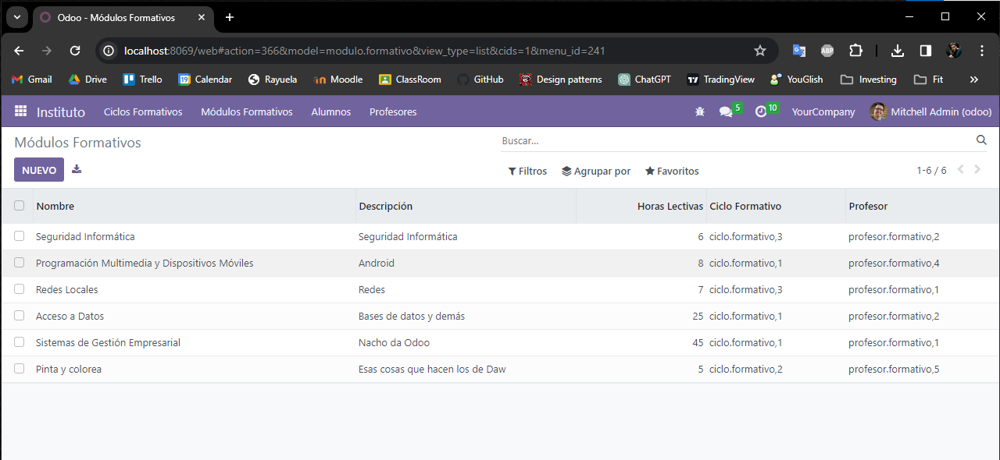 Odoo - Módulos Formativos
localhost:8069/web#action=366&model=modulo.formativo&view_type=list&cids=1&menu_id=241
ABP
Gmail Drive Trello 19 Calendar Rayuela Moodle ClassRoom GitHub Design patterns ChatGPT TradingView YouGlish Investing Fit »
Instituto Ciclos Formativos Módulos Formativos Alumnos Profesores 5 10 YourCompany Mitchell Admin (odoo)
Módulos Formativos Buscar...
NUEVO Filtros Agrupar por Favoritos 1-6 / 6
Nombre Descripción Horas Lectivas Ciclo Formativo Profesor
Seguridad Informática Seguridad Informática 6 ciclo.formativo,3 profesor.formativo,2
Programación Multimedia y Dispositivos Móviles Android 8 ciclo.formativo,1 profesor.formativo,4
Redes Locales Redes 7 ciclo.formativo,3 profesor.formativo,1
Acceso a Datos Bases de datos y demás 25 ciclo.formativo,1 profesor.formativo,2
Sistemas de Gestión Empresarial Nacho da Odoo 45 ciclo.formativo,1 profesor.formativo,1
Pinta y colorea Esas cosas que hacen los de Daw 5 ciclo.formativo,2 profesor.formativo,5